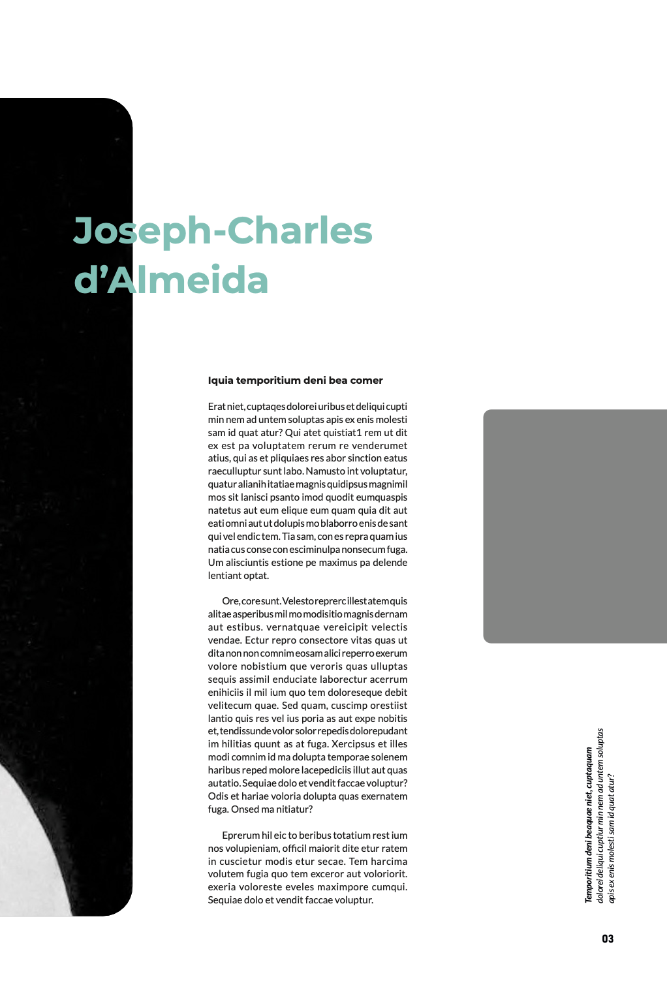 Joseph-Charles
d’Almeida
Iquia temporitium deni bea comer
Erat niet, cuptaqes dolorei uribus et deliqui cupti
min nem ad untem soluptas apis ex enis molesti
sam id quat atur? Qui atet quistiat1 rem ut dit
ex est pa voluptatem rerum re venderumet
atius, qui as et pliquiaes res abor sinction eatus
raeculluptur sunt labo. Namusto int voluptatur,
quatur alianih itatiae magnis quidipsus magnimil
mos sit lanisci psanto imod quodit eumquaspis
natetus aut eum elique eum quam quia dit aut
eati omni aut ut dolupis mo blaborro enis de sant
qui vel endic tem. Tia sam, con es repra quam ius
natia cus conse con esciminulpa nonsecum fuga.
Um alisciuntis estione pe maximus pa delende
lentiant optat.
Ore, core sunt. Velesto reprerc illest atem quis
alitae asperibus mil mo modisitio magnis dernam
aut estibus. vernatquae vereicipit velectis
vendae. Ectur repro consectore vitas quas ut
dita non non comnim eosam alici reperro exerum
volore nobistium que veroris quas ulluptas
sequis assimil enduciate laborectur acerrum
enihiciis il mil ium quo tem doloreseque debit
velitecum quae. Sed quam, cuscimp orestiist
lantio quis res vel ius poria as aut expe nobitis
et, tendissunde volor solor repedis dolorepudant
im hilitias quunt as at fuga. Xercipsus et illes
modi comnim id ma dolupta temporae solenem
haribus reped molore lacepediciis illut aut quas
autatio. Sequiae dolo et vendit faccae voluptur?
Odis et hariae voloria dolupta quas exernatem
fuga. Onsed ma nitiatur?
Eprerum hil eic to beribus totatium rest ium
nos volupieniam, officil maiorit dite etur ratem
in cuscietur modis etur secae. Tem harcima
volutem fugia quo tem exceror aut voloriorit.
exeria voloreste eveles maximpore cumqui.
Sequiae dolo et vendit faccae voluptur.
Temporitium deni beaquae niet, cuptaquam
dolorei deliqui cuptiur min nem ad untem soluptas
apis ex enis molesti sam id quat atur?
03